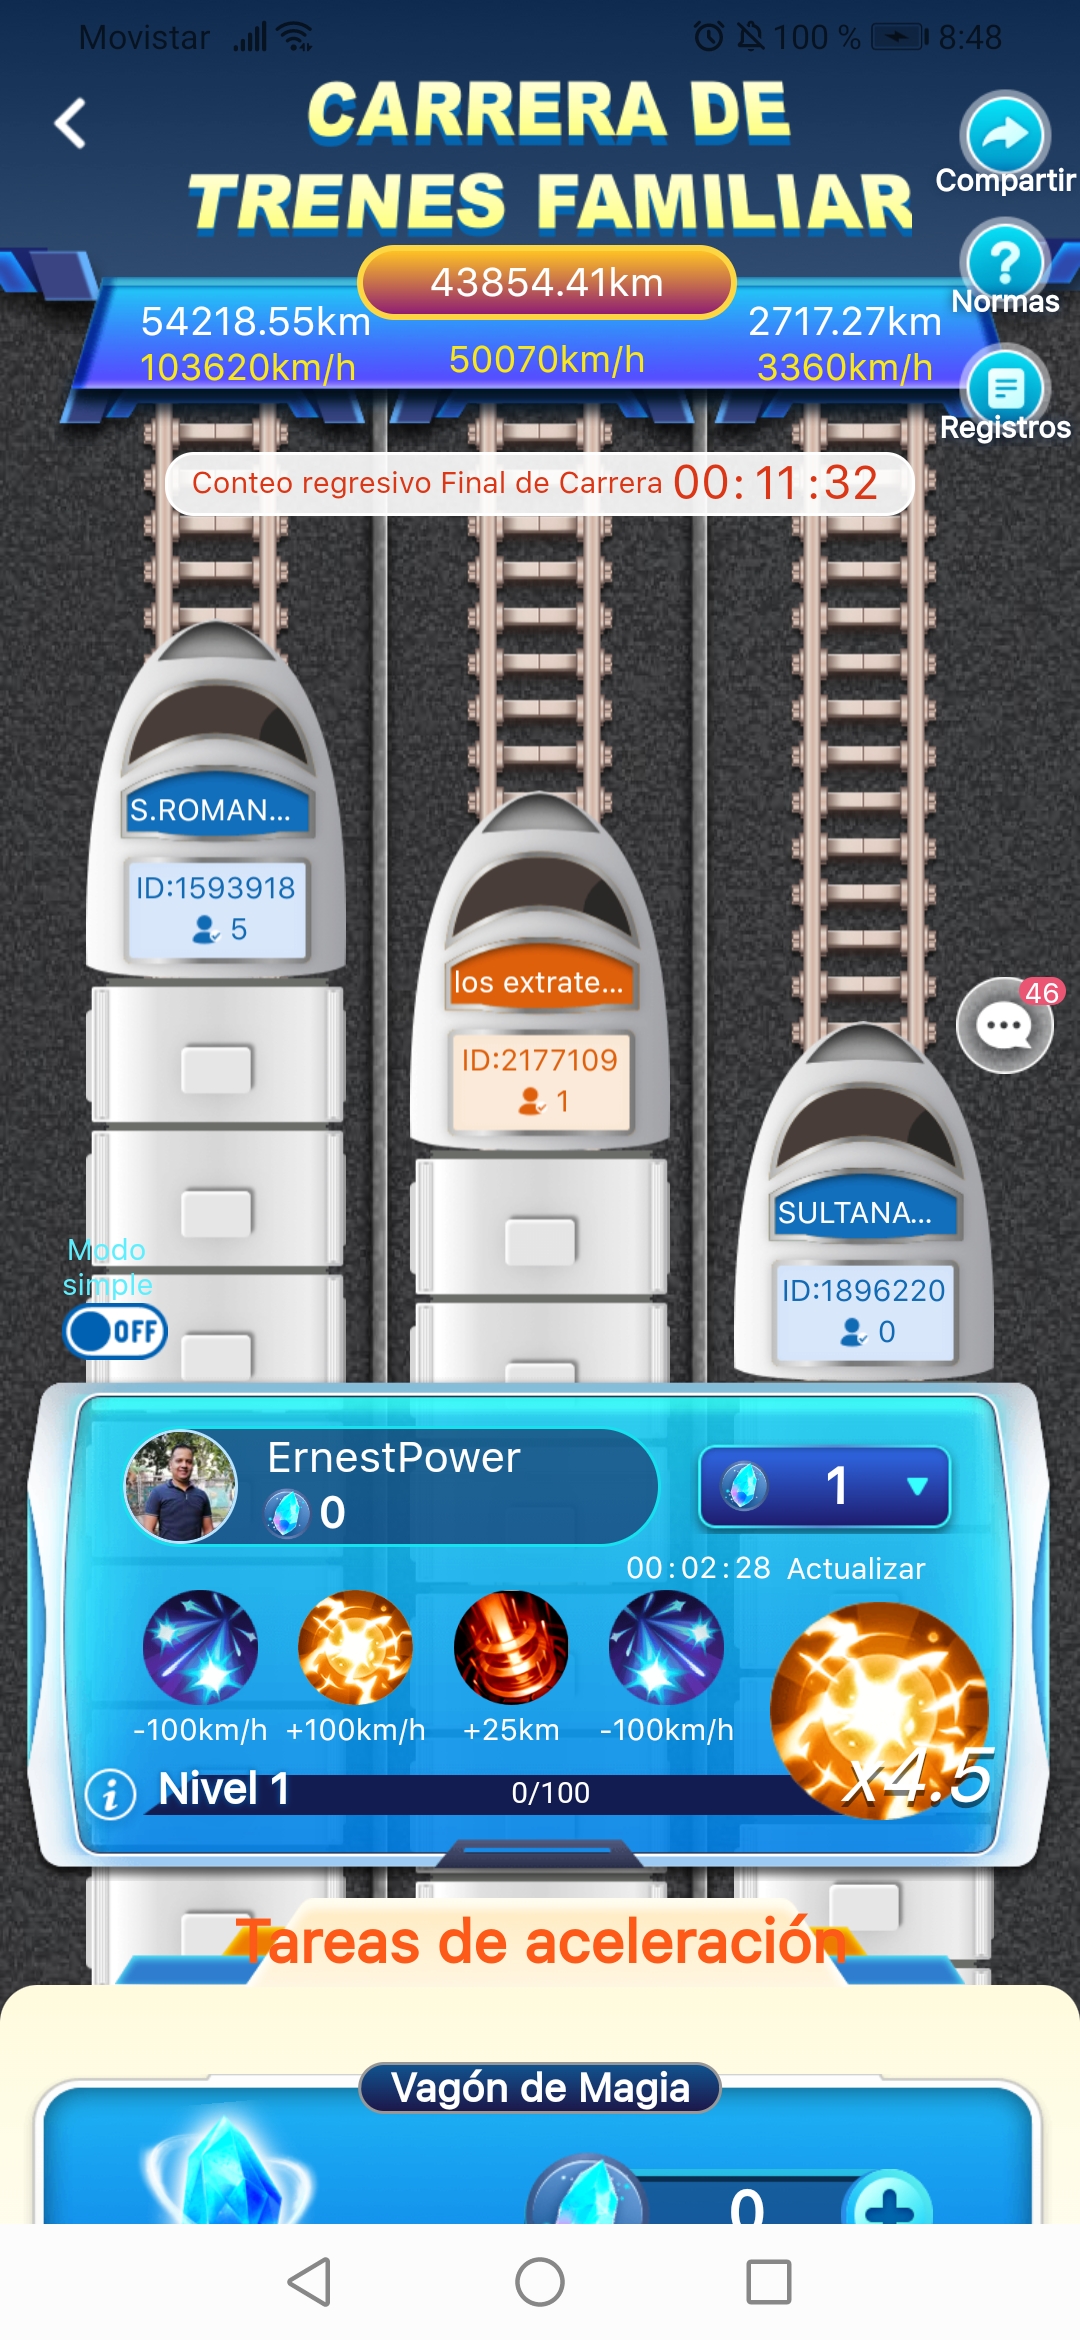 Movistar 100 % 8:48
CARRERA DE
TRENES FAMILIAR
Compartir
Normas
Registros
43854.41km
54218.55km
2717.27km
103620km/h
50070km/h
3360km/h
Conteo regresivo Final de Carrera 00:11:32
S.ROMAN...
ID:1593918
5
los extrate...
ID:2177109
1
46
SULTANA...
ID:1896220
0
Modo
simple
OFF
ErnestPower
0
1
00:02:28 Actualizar
-100km/h +100km/h +25km -100km/h
x4.5
Nivel 1 0/100
Tareas de aceleración
Vagón de Magia
0